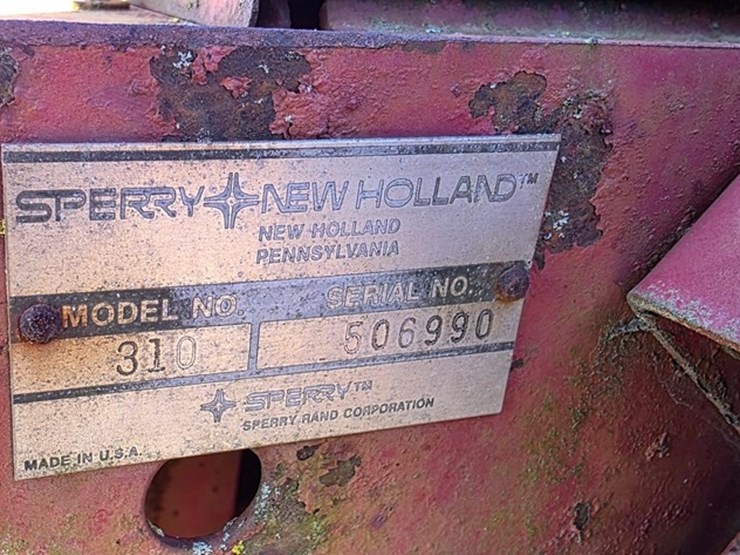 SPERRY NEW HOLLAND™
NEW HOLLAND
PENNSYLVANIA
MODEL NO. SERIAL NO.
310 506990
SPERRY™
SPERRY RAND CORPORATION
MADE IN U.S.A.